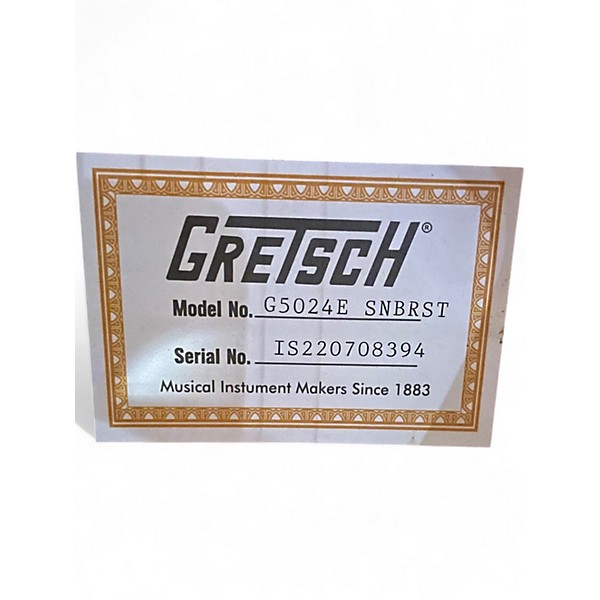 GRETSCH®
Model No. G5024E SNBRST
Serial No. IS220708394
Musical Instument Makers Since 1883